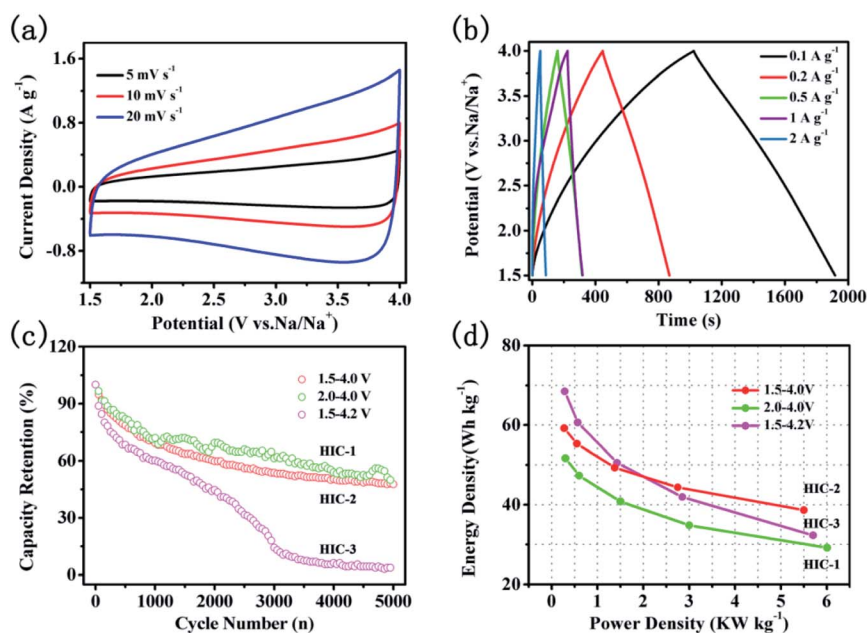 (a)
1.6
0.8
0.0
-0.8
Current Density (A g⁻¹)
5 mV s⁻¹
10 mV s⁻¹
20 mV s⁻¹
1.5 2.0 2.5 3.0 3.5 4.0
Potential (V vs.Na/Na⁺)
(b)
4.0
3.5
3.0
2.5
2.0
1.5
Potential (V vs.Na/Na⁺)
0.1 A g⁻¹
0.2 A g⁻¹
0.5 A g⁻¹
1 A g⁻¹
2 A g⁻¹
0 400 800 1200 1600 2000
Time (s)
(c)
120
90
60
30
0
Capacity Retention (%)
1.5-4.0 V
2.0-4.0 V
1.5-4.2 V
HIC-1
HIC-2
HIC-3
0 1000 2000 3000 4000 5000
Cycle Number (n)
(d)
80
60
40
20
Energy Density(Wh kg⁻¹)
1.5-4.0V
2.0-4.0V
1.5-4.2V
HIC-2
HIC-3
HIC-1
0 1 2 3 4 5 6
Power Density (KW kg⁻¹)